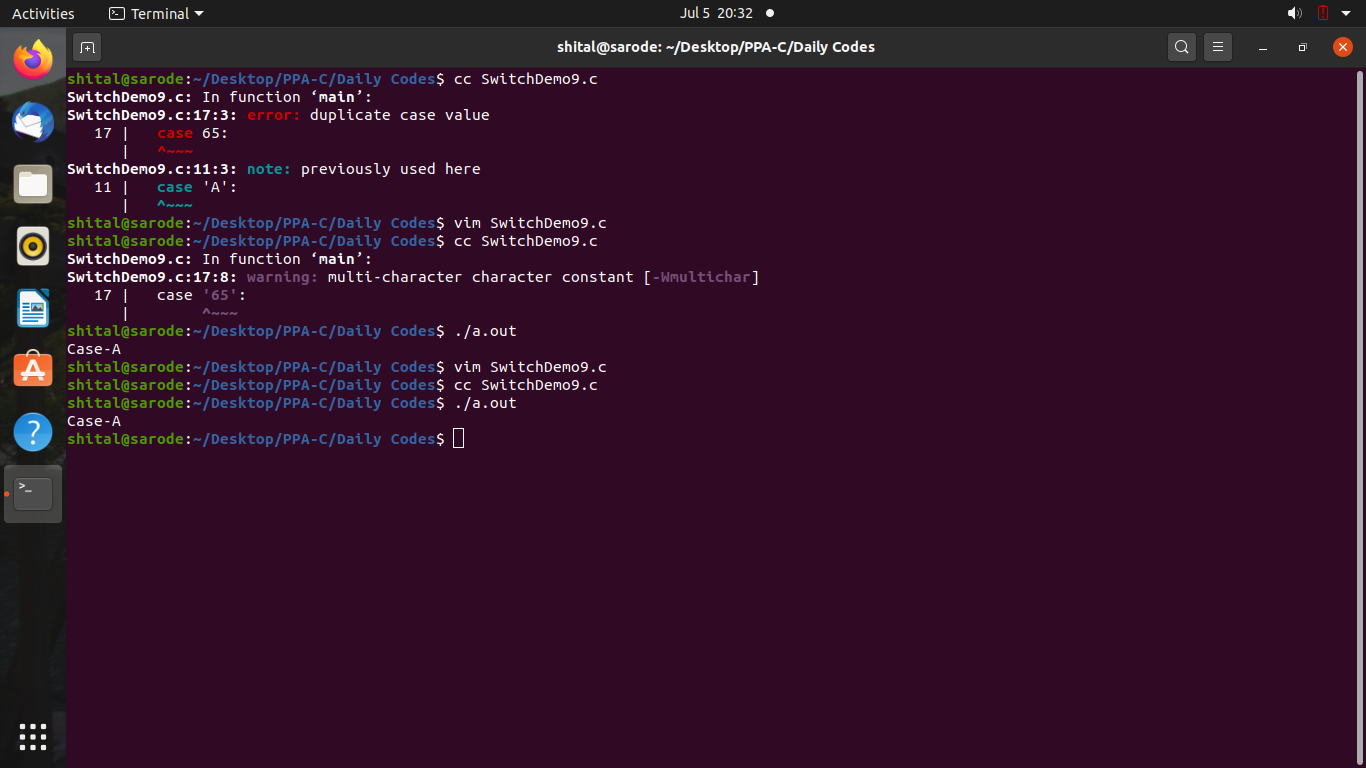 Activities Terminal Jul 5 20:32
shital@sarode: ~/Desktop/PPA-C/Daily Codes
shital@sarode:~/Desktop/PPA-C/Daily Codes$ cc SwitchDemo9.c
SwitchDemo9.c: In function ‘main’:
SwitchDemo9.c:17:3: error: duplicate case value
   17 |   case 65:
      |   ^~~~
SwitchDemo9.c:11:3: note: previously used here
   11 |   case 'A':
      |   ^~~~
shital@sarode:~/Desktop/PPA-C/Daily Codes$ vim SwitchDemo9.c
shital@sarode:~/Desktop/PPA-C/Daily Codes$ cc SwitchDemo9.c
SwitchDemo9.c: In function ‘main’:
SwitchDemo9.c:17:8: warning: multi-character character constant [-Wmultichar]
   17 |   case '65':
      |        ^~~~
shital@sarode:~/Desktop/PPA-C/Daily Codes$ ./a.out
Case-A
shital@sarode:~/Desktop/PPA-C/Daily Codes$ vim SwitchDemo9.c
shital@sarode:~/Desktop/PPA-C/Daily Codes$ cc SwitchDemo9.c
shital@sarode:~/Desktop/PPA-C/Daily Codes$ ./a.out
Case-A
shital@sarode:~/Desktop/PPA-C/Daily Codes$